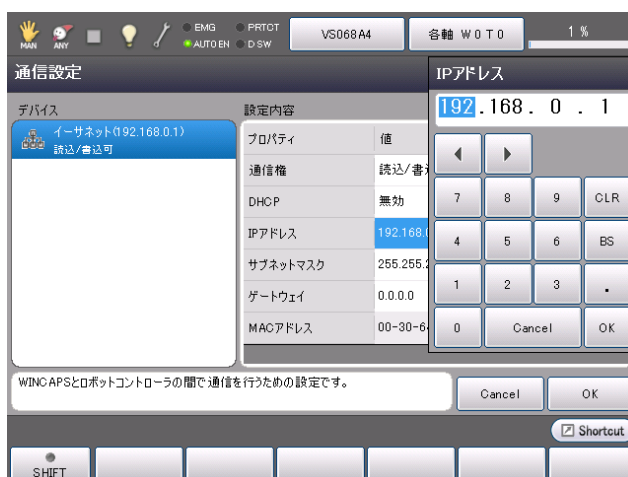 MAN
ANY
EMG
AUTO EN
PRTCT
D SW
VS068A4
各軸 W 0 T 0
1 %
通信設定
IPアドレス
192.168. 0 . 1
デバイス
設定内容
イーサネット(192.168.0.1)
読込/書込可
プロパティ
値
通信権
読込/書
DHCP
無効
IPアドレス
192.168.
サブネットマスク
255.255.
ゲートウェイ
0.0.0.0
MACアドレス
00-30-6
7 8 9 CLR
4 5 6 BS
1 2 3 .
0 Cancel OK
WINCAPSとロボットコントローラの間で通信を行うための設定です。
Cancel
OK
Shortcut
SHIFT